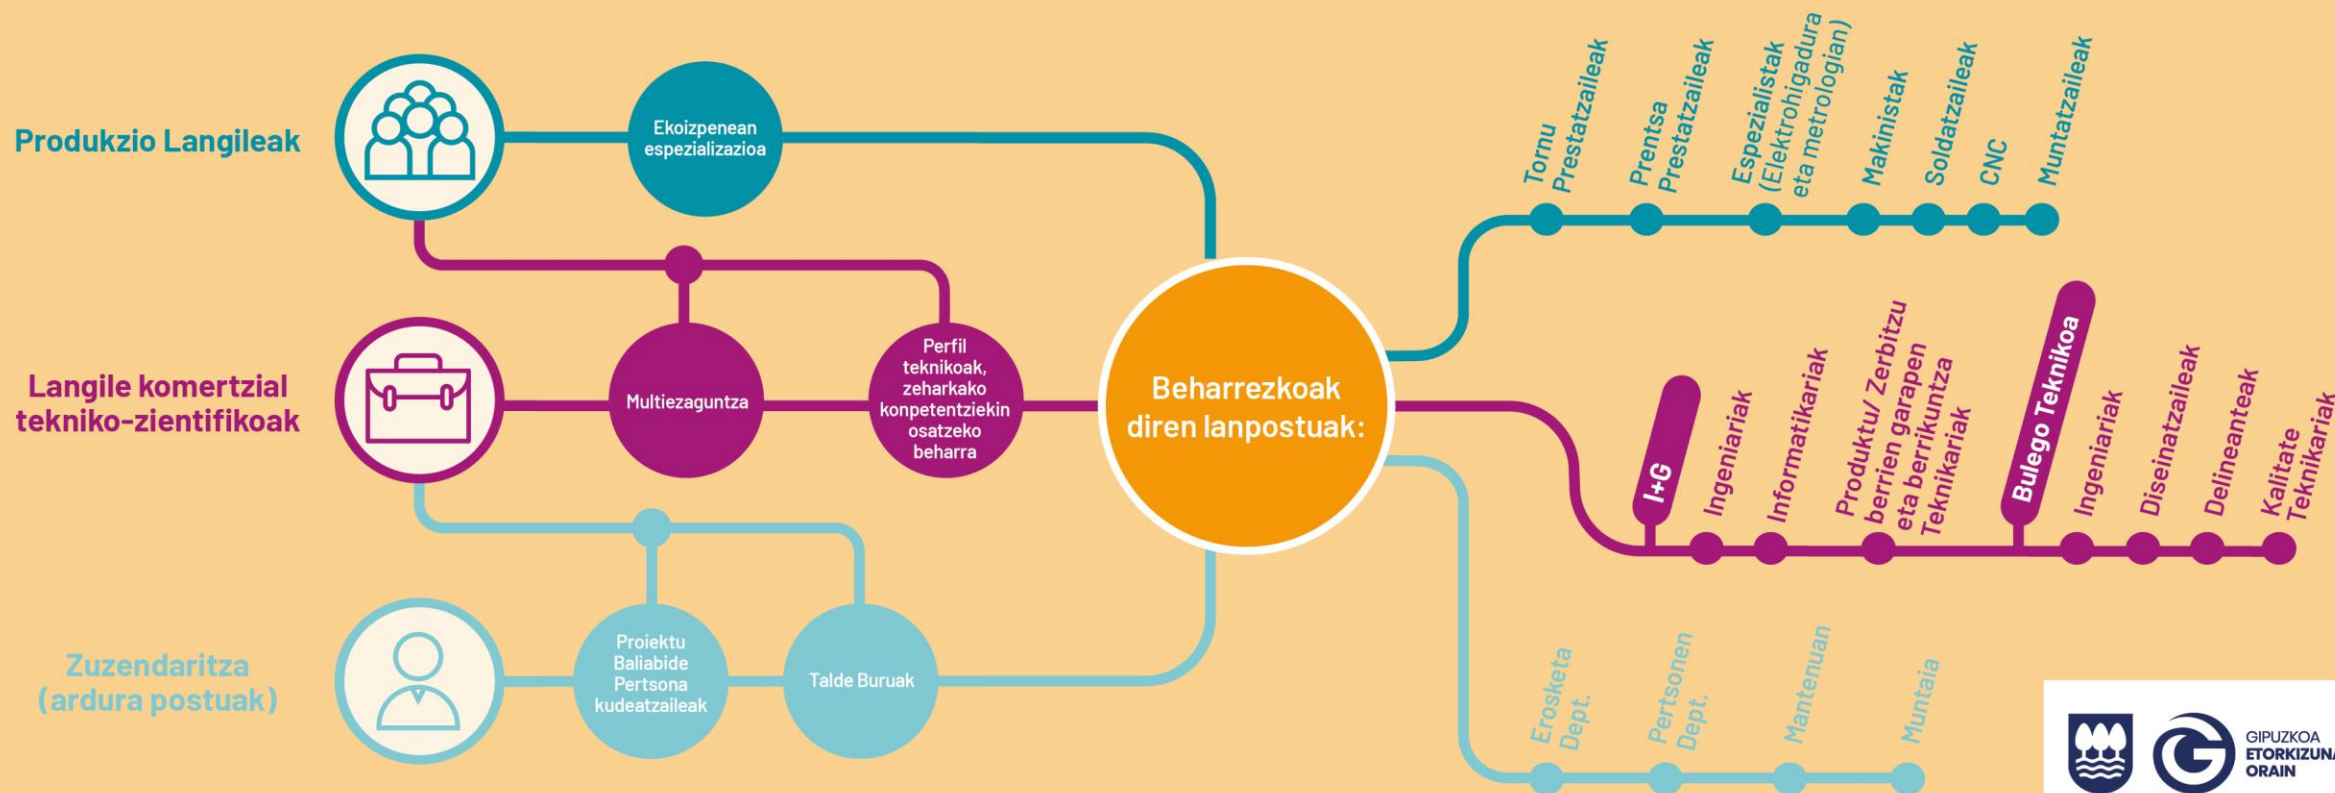 Produkzio Langileak
Ekoizpenean
espezializazioa
Langile komertzial
tekniko-zientifikoak
Multiezaguntza
Perfil
teknikoak,
zeharkako
konpetentziekin
osatzeko
beharra
Zuzendaritza
(ardura postuak)
Proiektu
Baliabide
Pertsona
kudeatzaileak
Talde Buruak
Beharrezkoak
diren lanpostuak:
Tornu
Prestatzaileak
Prentsa
Prestatzaileak
Espezialistak
(Elektrohigadura
eta metrologian)
Makinistak
Soldatzaileak
CNC
Muntatzaileak
I+G
Ingeniariak
Informatikariak
Produktu/ Zerbitzu
berrien garapen
eta berrikuntza
Teknikariak
Bulego Teknikoa
Ingeniariak
Diseinatzaileak
Delineanteak
Kalitate
Teknikariak
Erosketa
Dept.
Pertsonen
Dept.
Mantenuan
Muntaia
GIPUZKOA
ETORKIZUNA
ORAIN